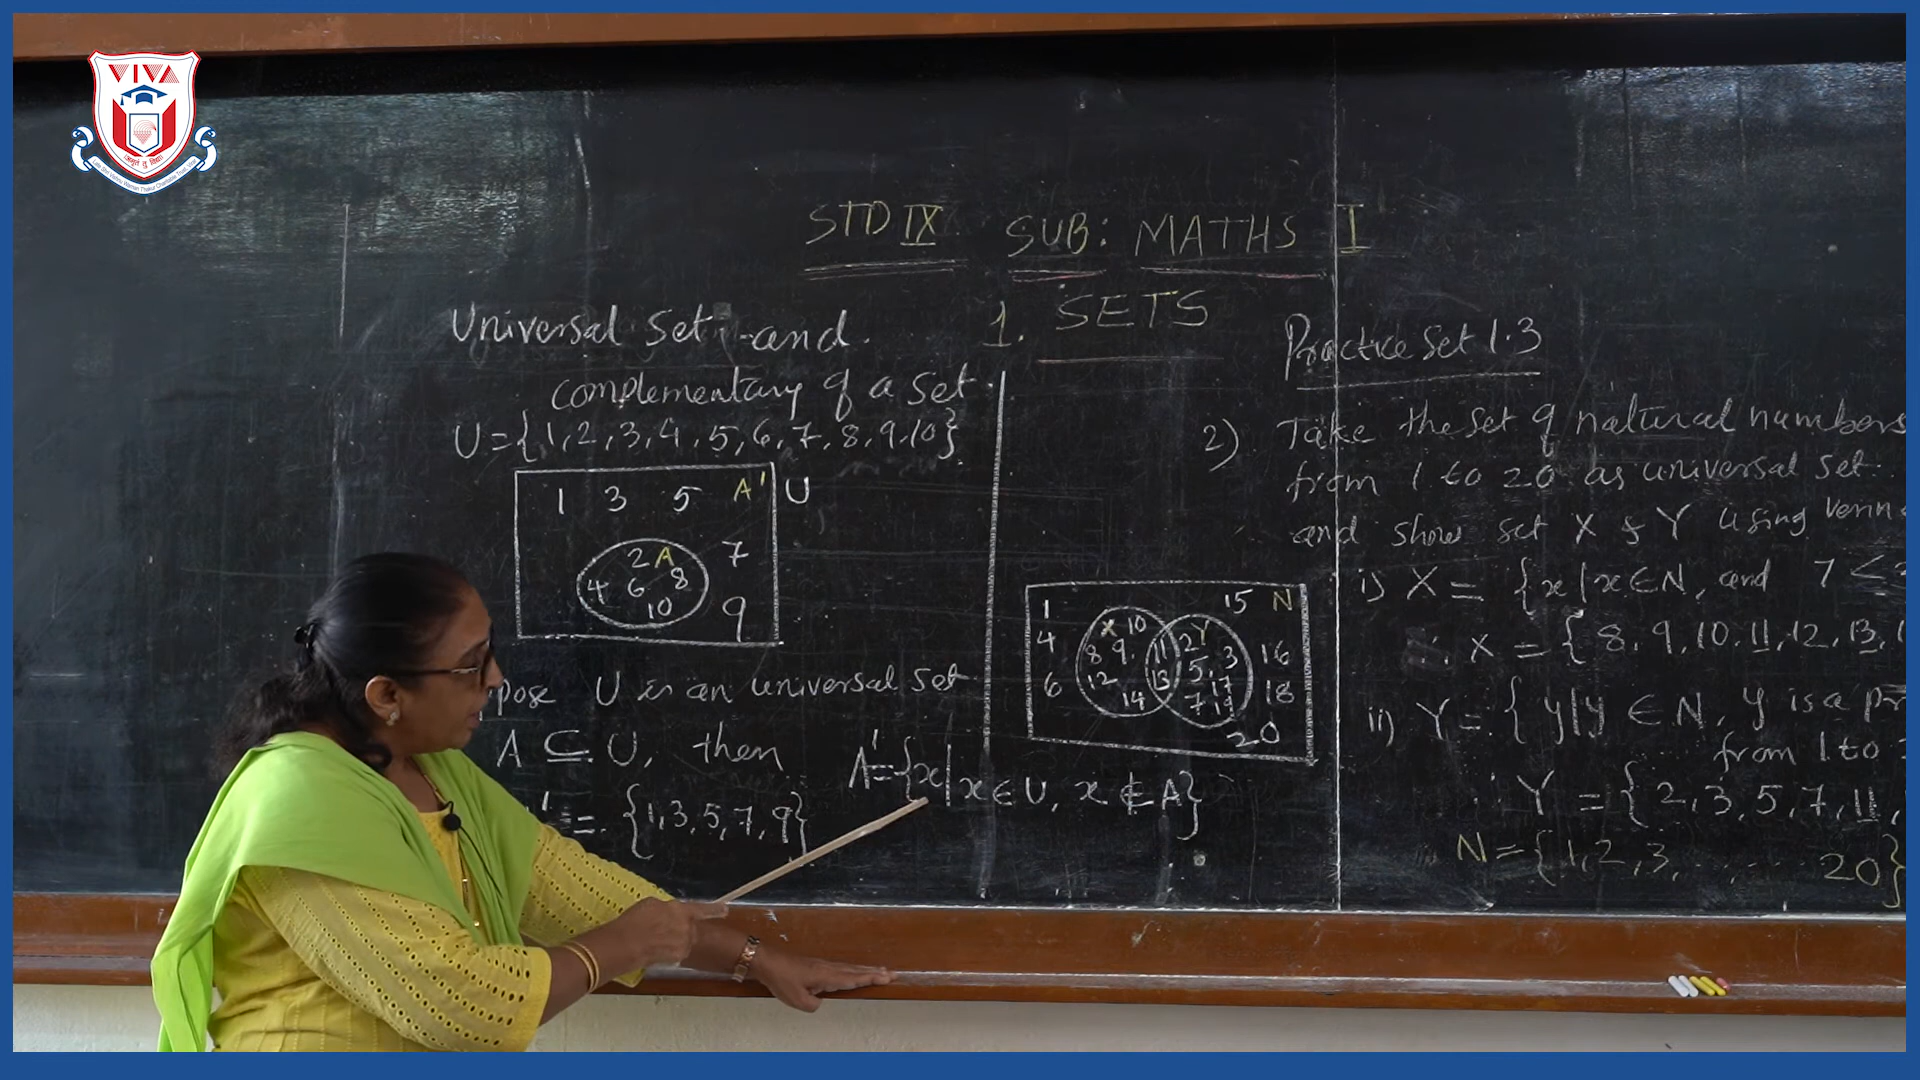 VIVA
STD IX SUB: MATHS I
1. SETS
Universal Set and
complementary of a set.
U={1,2,3,4,5,6,7,8,9,10}
1 3 5 A' U
2 A 7
4 6 8
10 9
pose U is an universal set
A ⊆ U, then
' = {1,3,5,7,9}
A'={x|x∈U, x∉A}
1 15 N
4 X 10 2 Y 16
8 9 11 5, 3
6 12 13 17 18
14 7 19
20
Practice Set 1.3
2) Take the set of natural numbers
from 1 to 20 as universal set
and show set X & Y using Venn
i) X = {x|x∈N, and 7 <
∴ X = {8,9,10,11,12,13,1
ii) Y = {y|y ∈N, y is a pr
from 1 to
∴ Y = {2,3,5,7,11,
N={1,2,3, ...... 20}